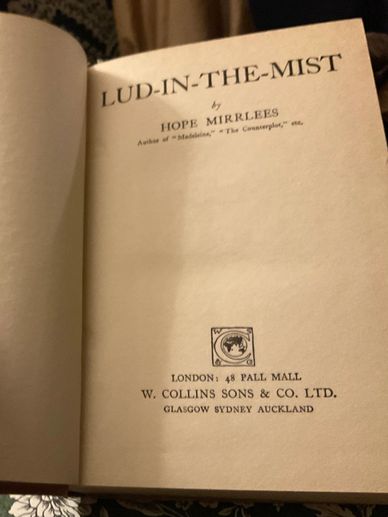 LUD-IN-THE-MIST
by
HOPE MIRRLEES
Author of "Madeleine," "The Counterplot," etc.
LONDON: 48 PALL MALL
W. COLLINS SONS & CO. LTD.
GLASGOW SYDNEY AUCKLAND